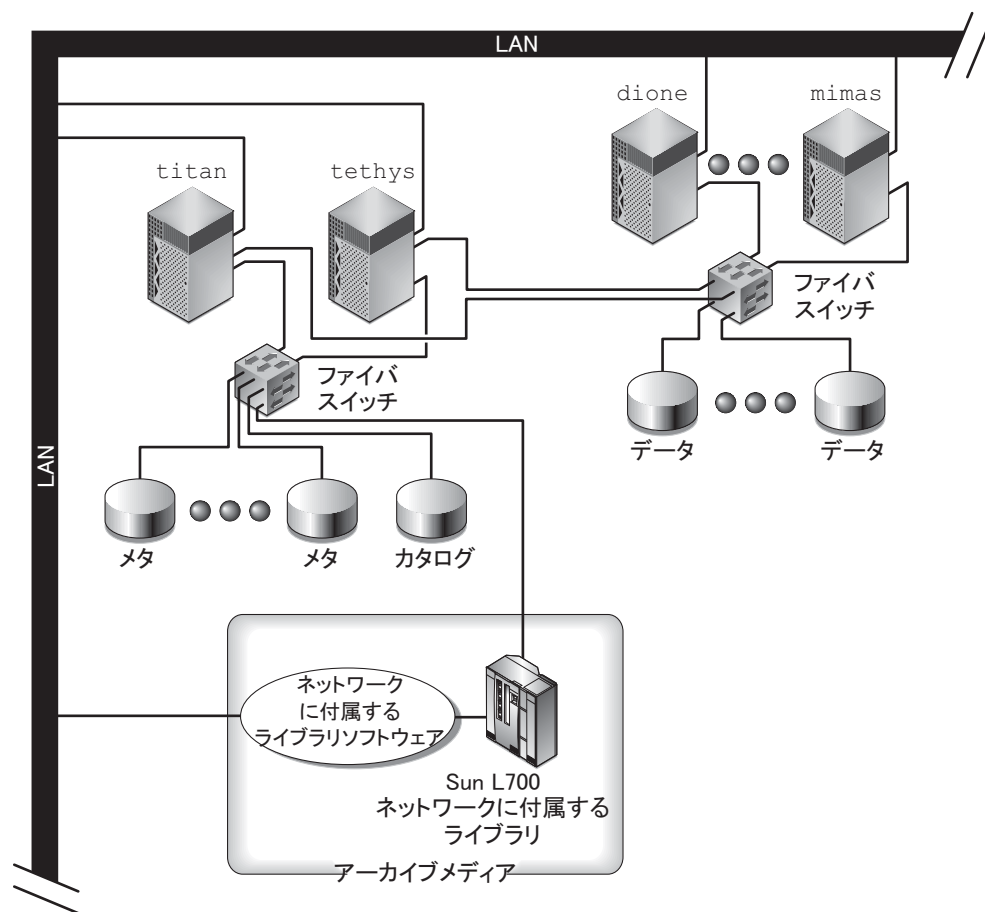 LAN
dione
mimas
titan
tethys
ファイバ
スイッチ
ファイバ
スイッチ
データ
データ
LAN
メタ
メタ
カタログ
ネットワーク
に付属する
ライブラリソフトウェア
Sun L700
ネットワークに付属する
ライブラリ
アーカイブメディア